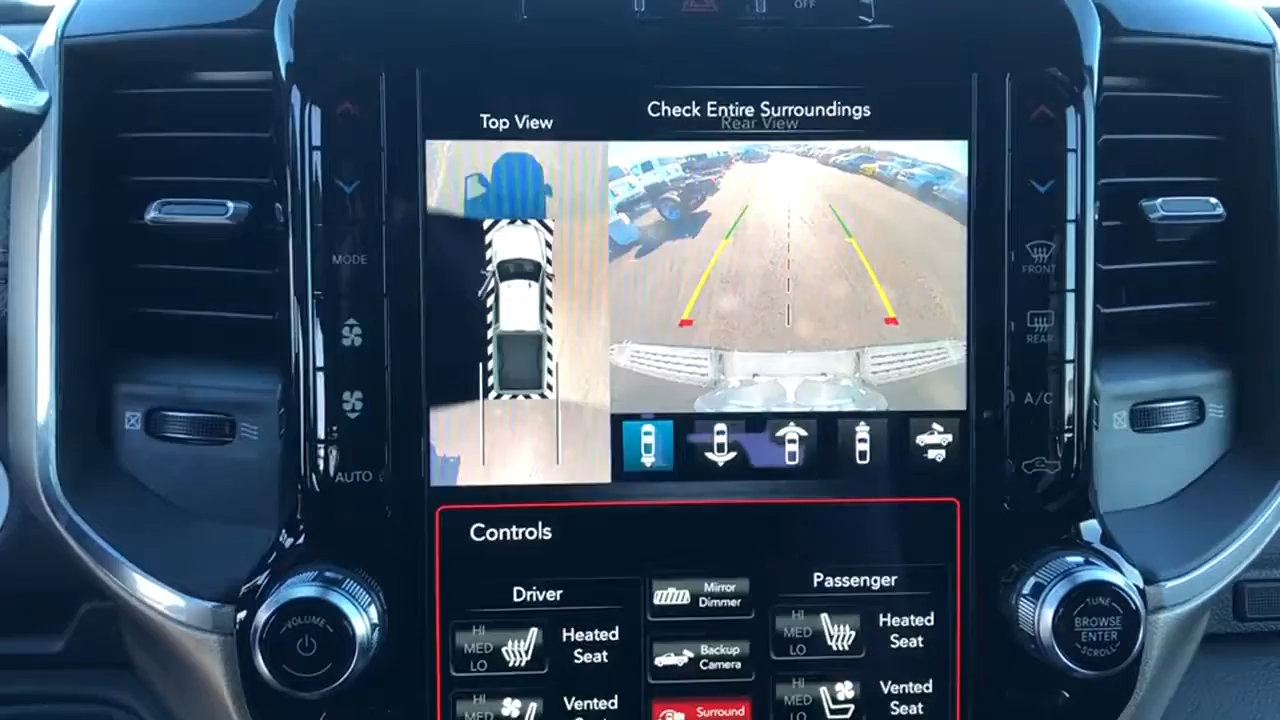 OFF
Top View
Check Entire Surroundings
Rear View
MODE
AUTO
FRONT
REAR
A/C
Controls
Driver
Mirror
Dimmer
Passenger
HI
MED
LO
Heated
Seat
Backup
Camera
HI
MED
LO
Heated
Seat
HI
MED
Vented
Surround
HI
MED
LO
Vented
Seat
VOLUME
TUNE
BROWSE
ENTER
SCROLL